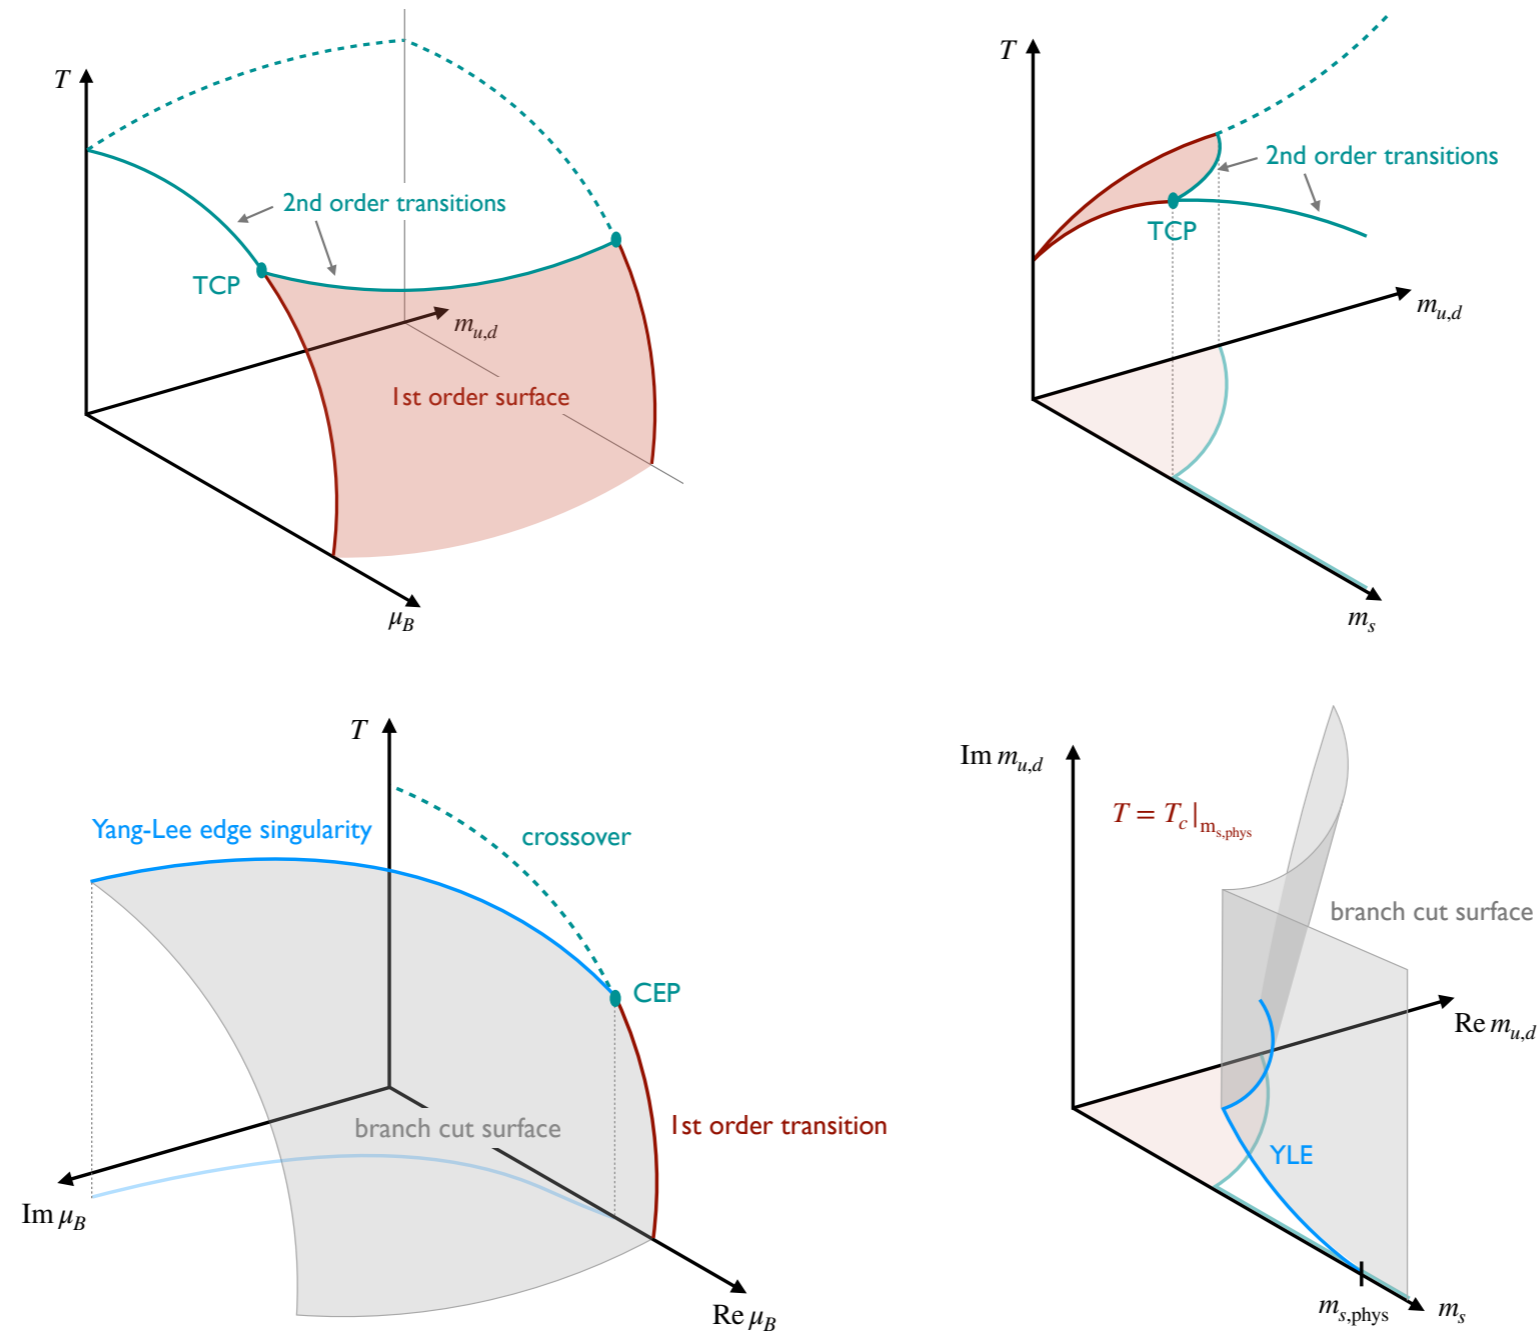 T
2nd order transitions
TCP
m_{u,d}
1st order surface
μ_B
T
2nd order transitions
TCP
m_{u,d}
m_s
T
Yang-Lee edge singularity
crossover
CEP
branch cut surface
1st order transition
Im μ_B
Re μ_B
Im m_{u,d}
T = T_c|_{m_{s,phys}}
branch cut surface
Re m_{u,d}
YLE
m_{s,phys}
m_s